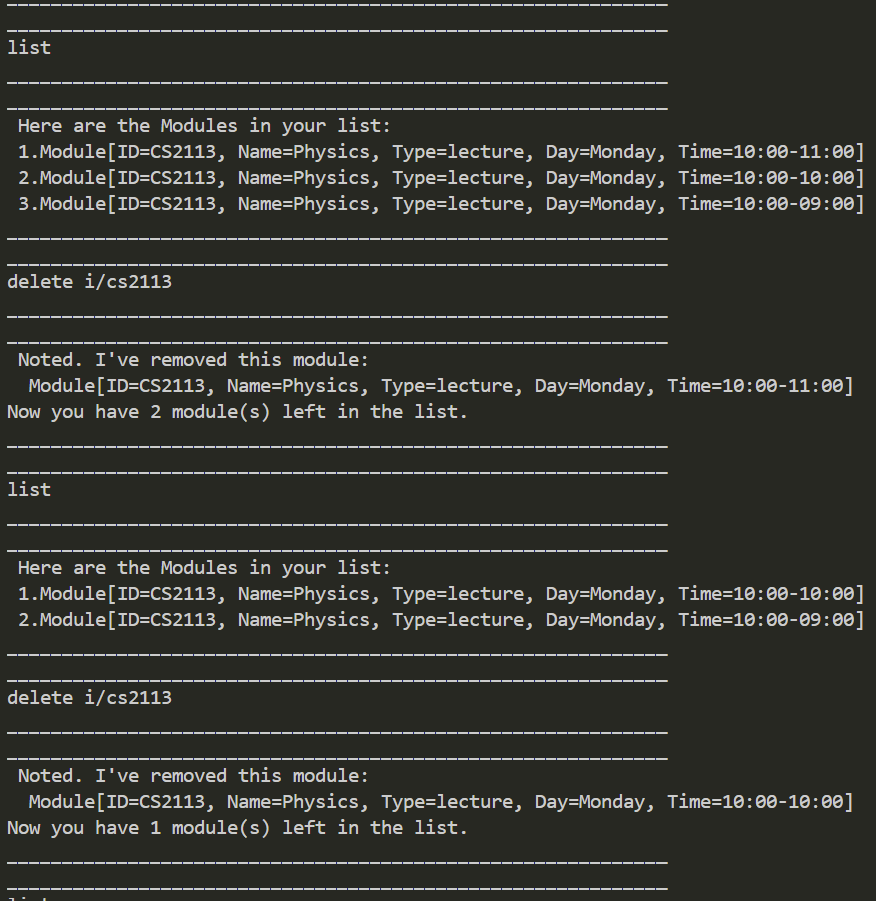 ____________________________________________________________
____________________________________________________________
list
____________________________________________________________
____________________________________________________________
 Here are the Modules in your list:
 1.Module[ID=CS2113, Name=Physics, Type=lecture, Day=Monday, Time=10:00-11:00]
 2.Module[ID=CS2113, Name=Physics, Type=lecture, Day=Monday, Time=10:00-10:00]
 3.Module[ID=CS2113, Name=Physics, Type=lecture, Day=Monday, Time=10:00-09:00]
____________________________________________________________
____________________________________________________________
delete i/cs2113
____________________________________________________________
____________________________________________________________
 Noted. I've removed this module:
  Module[ID=CS2113, Name=Physics, Type=lecture, Day=Monday, Time=10:00-11:00]
Now you have 2 module(s) left in the list.
____________________________________________________________
____________________________________________________________
list
____________________________________________________________
____________________________________________________________
 Here are the Modules in your list:
 1.Module[ID=CS2113, Name=Physics, Type=lecture, Day=Monday, Time=10:00-10:00]
 2.Module[ID=CS2113, Name=Physics, Type=lecture, Day=Monday, Time=10:00-09:00]
____________________________________________________________
____________________________________________________________
delete i/cs2113
____________________________________________________________
____________________________________________________________
 Noted. I've removed this module:
  Module[ID=CS2113, Name=Physics, Type=lecture, Day=Monday, Time=10:00-10:00]
Now you have 1 module(s) left in the list.
____________________________________________________________
____________________________________________________________